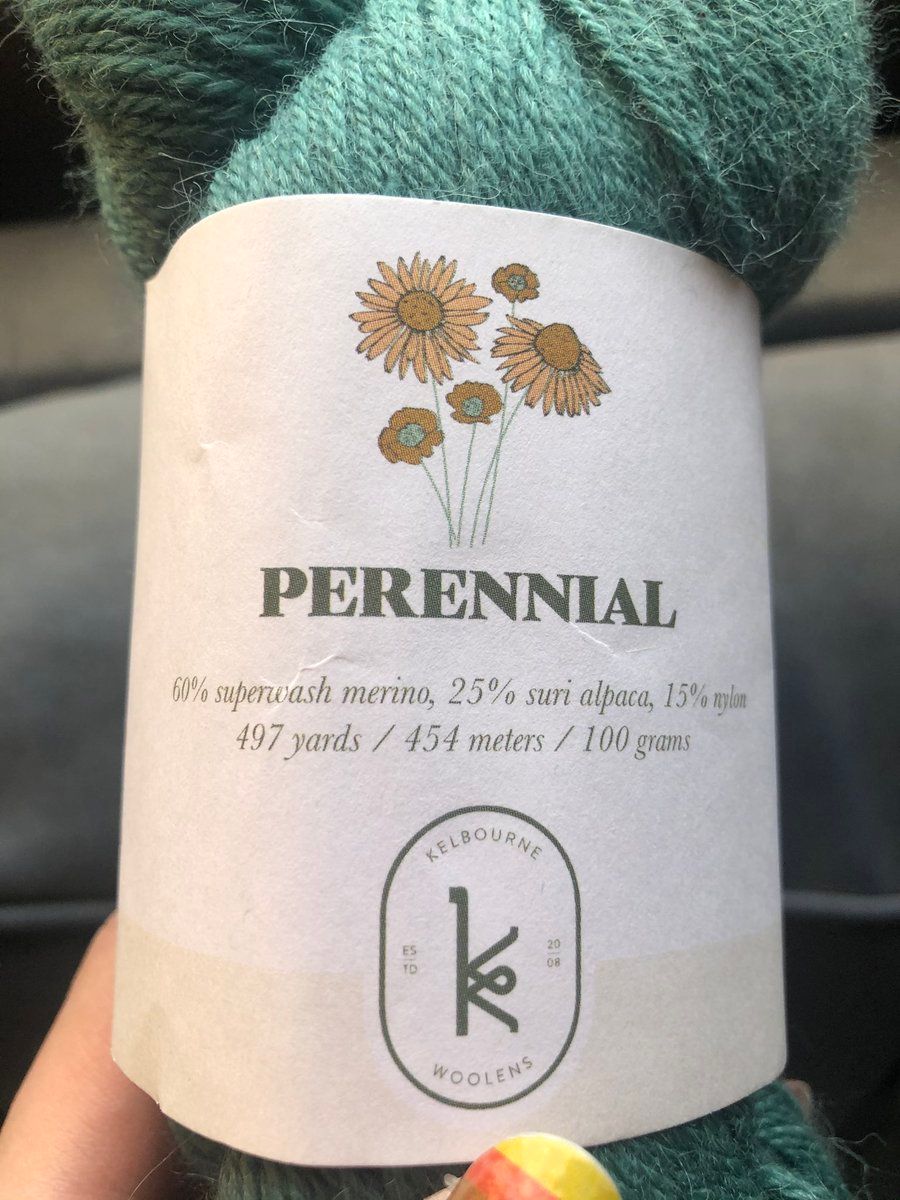 PERENNIAL
60% superwash merino, 25% suri alpaca, 15% nylon
497 yards / 454 meters / 100 grams
KELBOURNE
k
ES
TD
20
08
WOOLENS